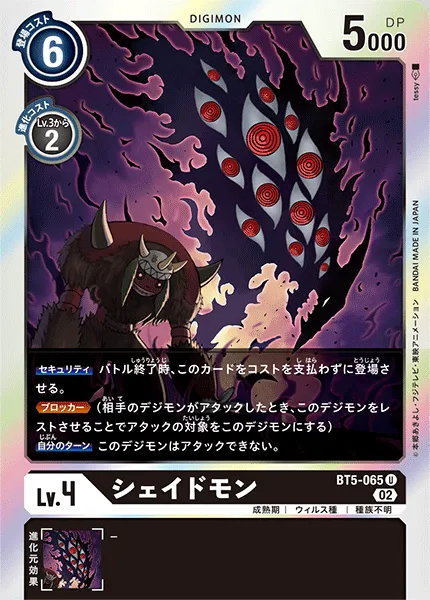 登場コスト
6
DIGIMON
5000
DP
進化コスト
Lv.3から
2
tessy
©本郷あきよし・フジテレビ・東映アニメーション BANDAI MADE IN JAPAN
セキュリティ バトル終了時、このカードをコストを支払わずに登場さ
せる。
ブロッカー (相手のデジモンがアタックしたとき、このデジモンをレ
ストさせることでアタックの対象をこのデジモンにする)
自分のターン このデジモンはアタックできない。
Lv.4
シェイドモン
BT5-065 U
02
成熟期 | ウィルス種 | 種族不明
進化元効果
-